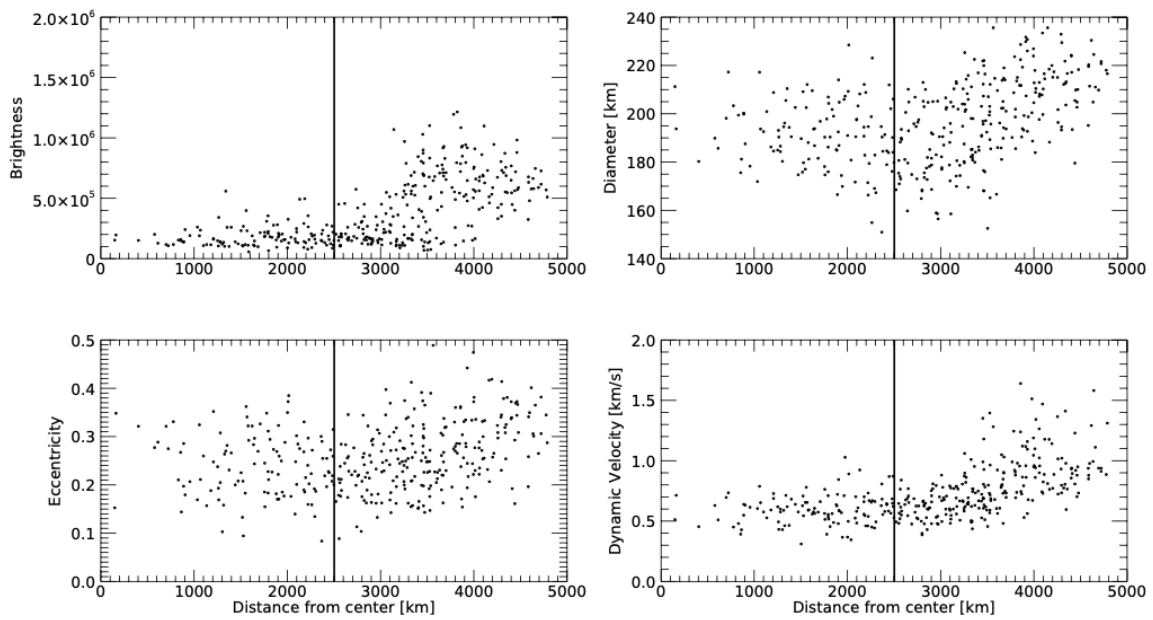 2.0×10⁶
1.5×10⁶
1.0×10⁶
5.0×10⁵
0
Brightness
0 1000 2000 3000 4000 5000
240
220
200
180
160
140
Diameter [km]
0 1000 2000 3000 4000 5000
0.5
0.4
0.3
0.2
0.1
0.0
Eccentricity
0 1000 2000 3000 4000 5000
Distance from center [km]
2.0
1.5
1.0
0.5
0.0
Dynamic Velocity [km/s]
0 1000 2000 3000 4000 5000
Distance from center [km]